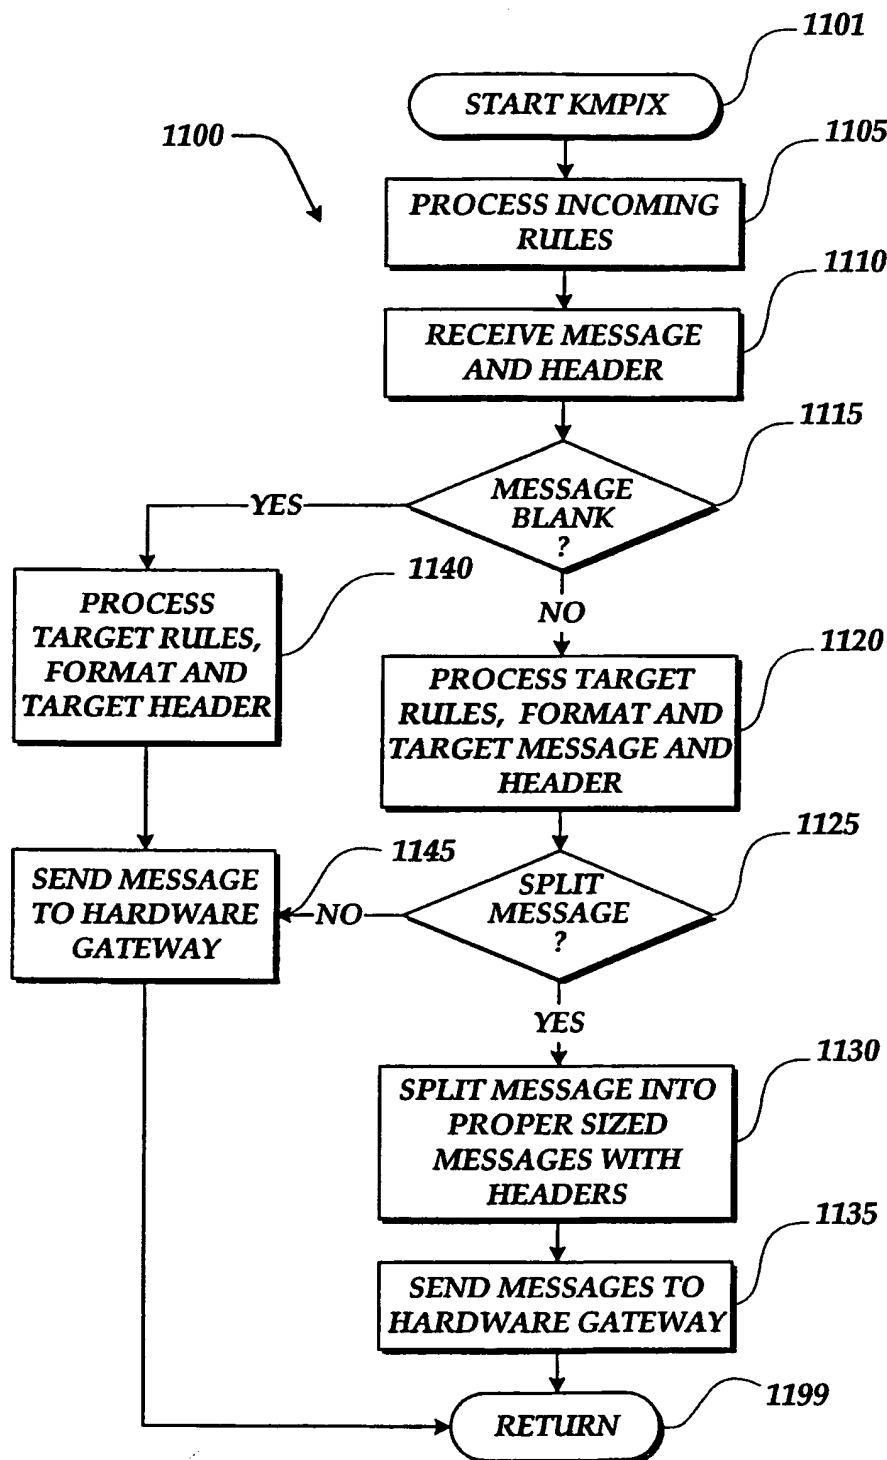 1101
START KMP/X
1100
1105
PROCESS INCOMING
RULES
1110
RECEIVE MESSAGE
AND HEADER
1115
MESSAGE
BLANK
?
YES
NO
1140
PROCESS
TARGET RULES,
FORMAT AND
TARGET HEADER
1120
PROCESS TARGET
RULES, FORMAT AND
TARGET MESSAGE AND
HEADER
1125
SPLIT
MESSAGE
?
NO
1145
SEND MESSAGE
TO HARDWARE
GATEWAY
YES
1130
SPLIT MESSAGE INTO
PROPER SIZED
MESSAGES WITH
HEADERS
1135
SEND MESSAGES TO
HARDWARE GATEWAY
1199
RETURN